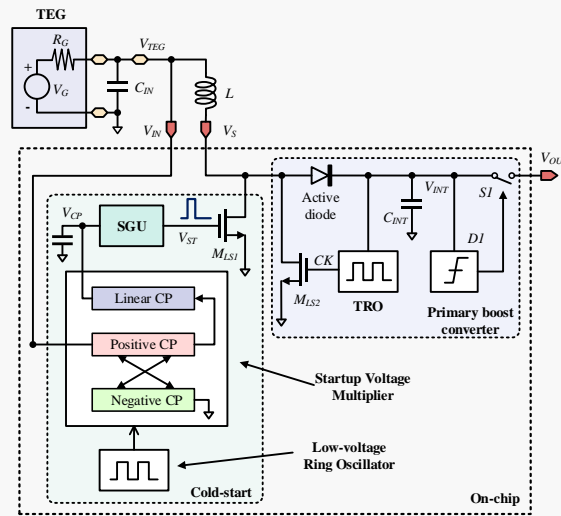 TEG
R_G
V_TEG
+
V_G
-
C_IN
L
V_IN
V_S
V_OU
V_INT
S1
Active
diode
C_INT
V_CP
SGU
V_ST
M_LS1
CK
D1
M_LS2
TRO
Primary boost
converter
Linear CP
Positive CP
Negative CP
Startup Voltage
Multiplier
Low-voltage
Ring Oscillator
Cold-start
On-chip